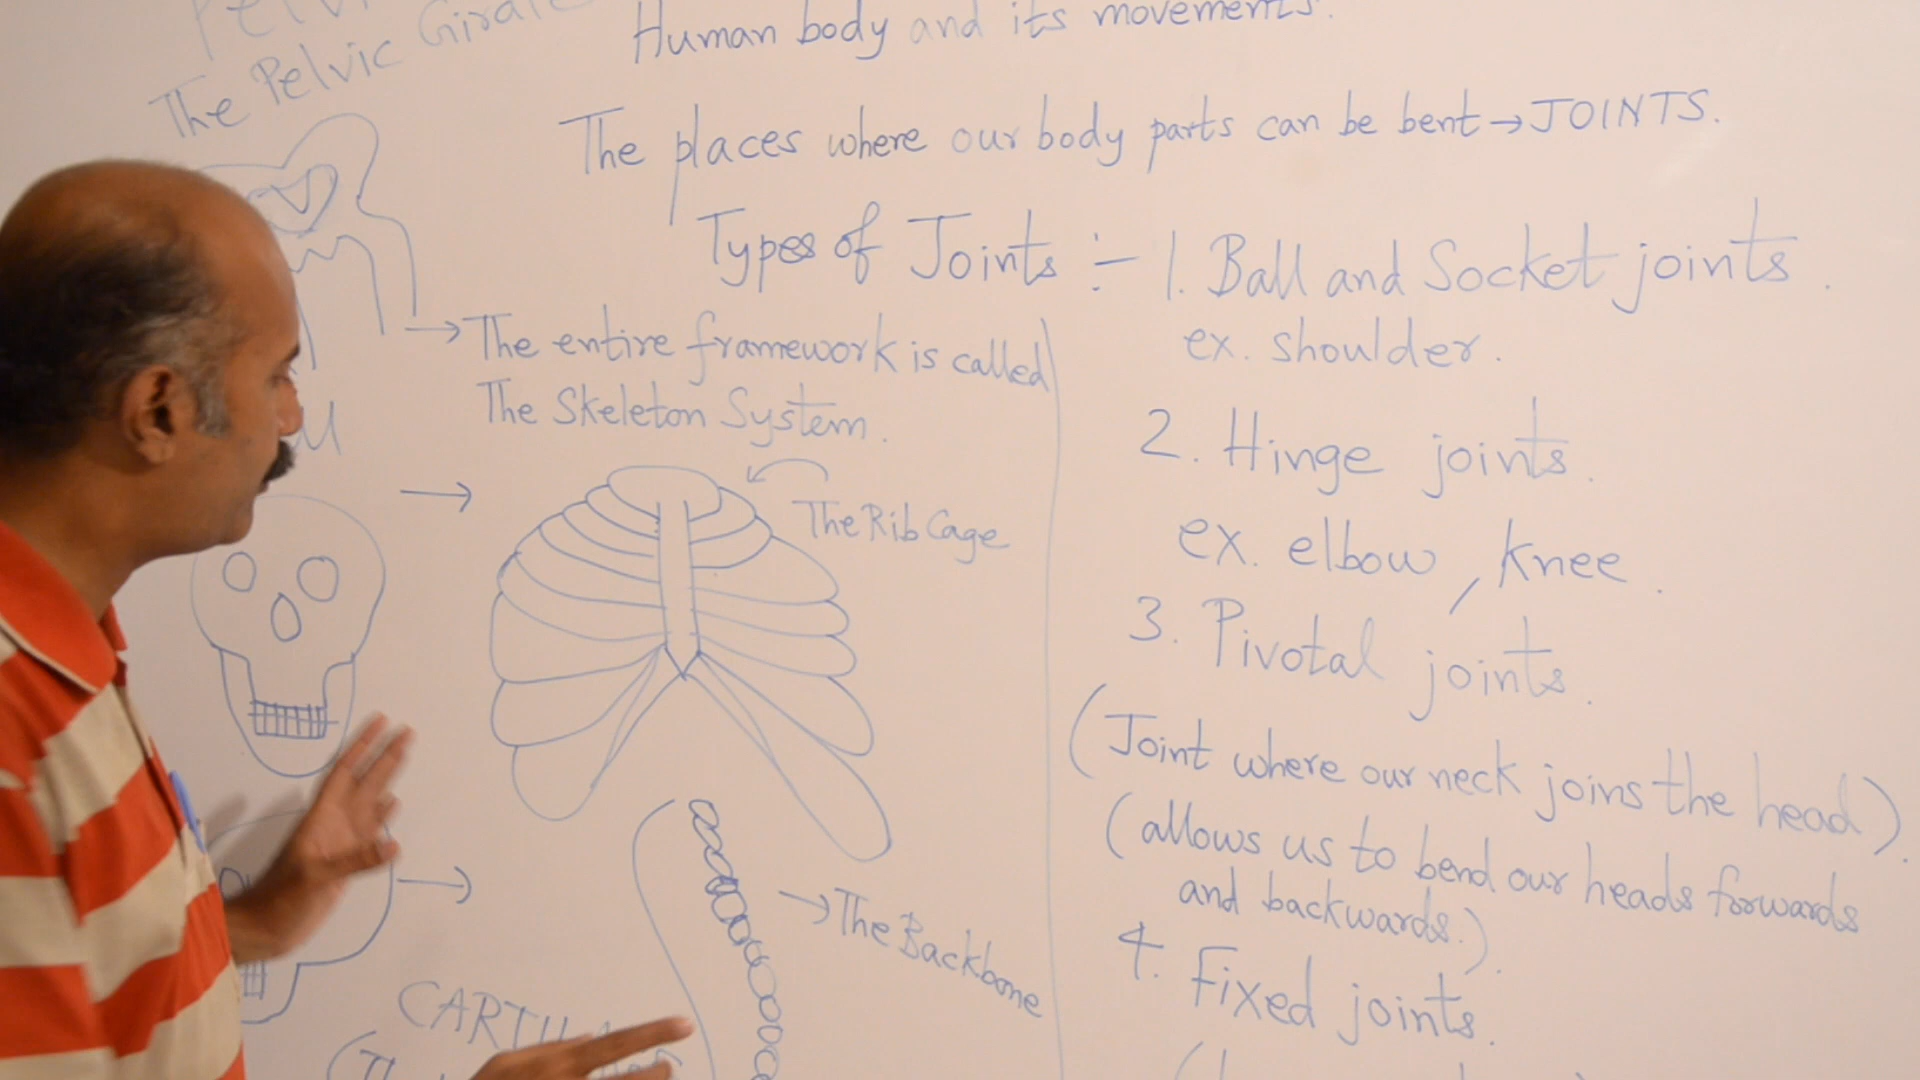 The Pelvic Girdle
Human body and its movements.
The places where our body parts can be bent → JOINTS.
Types of Joints :- 1. Ball and Socket joints.
ex. shoulder.
→ The entire framework is called
The Skeleton System.
2. Hinge joints.
ex. elbow, knee.
The Rib Cage
3. Pivotal joints.
(Joint where our neck joins the head).
(allows us to bend our heads forwards
and backwards.).
→ The Backbone
4. Fixed joints.